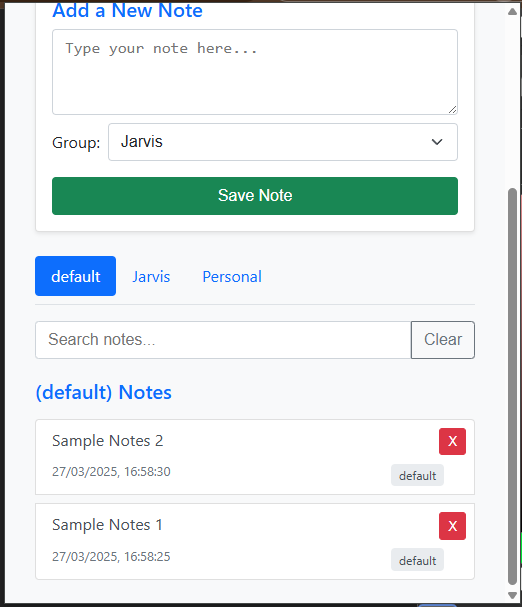 Add a New Note
Type your note here...
Group: Jarvis
Save Note
default Jarvis Personal
Search notes... Clear
(default) Notes
Sample Notes 2 X
27/03/2025, 16:58:30 default
Sample Notes 1 X
27/03/2025, 16:58:25 default